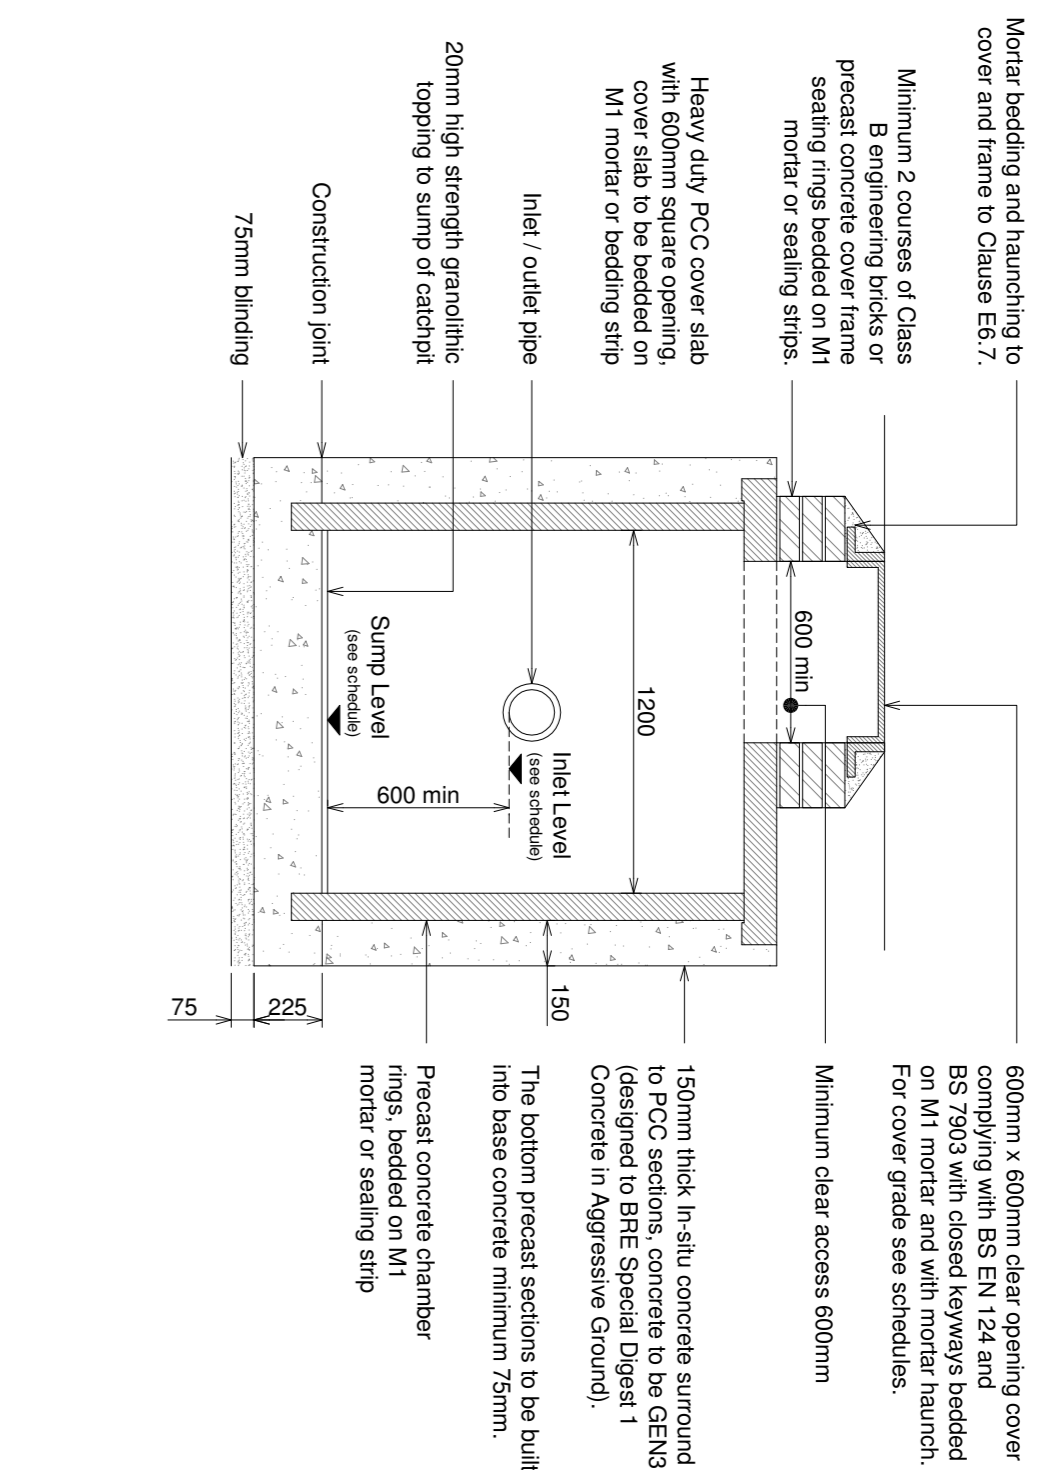 Mortar bedding and haunching to
cover and frame to Clause E6.7.
Minimum 2 courses of Class
B engineering bricks or
precast concrete cover frame
seating rings bedded on M1
mortar or sealing strips.
Heavy duty PCC cover slab
with 600mm square opening,
cover slab to be bedded on
M1 mortar or bedding strip
Inlet / outlet pipe
20mm high strength granolithic
topping to sump of catchpit
Construction joint
75mm blinding
600 min
1200
Inlet Level
(see schedule)
600 min
Sump Level
(see schedule)
150
225
75
600mm x 600mm clear opening cover
complying with BS EN 124 and
BS 7903 with closed keyways bedded
on M1 mortar and with mortar haunch.
For cover grade see schedules.
Minimum clear access 600mm
150mm thick In-situ concrete surround
to PCC sections, concrete to be GEN3
(designed to BRE Special Digest 1
Concrete in Aggressive Ground).
The bottom precast sections to be built
into base concrete minimum 75mm.
Precast concrete chamber
rings, bedded on M1
mortar or sealing strip